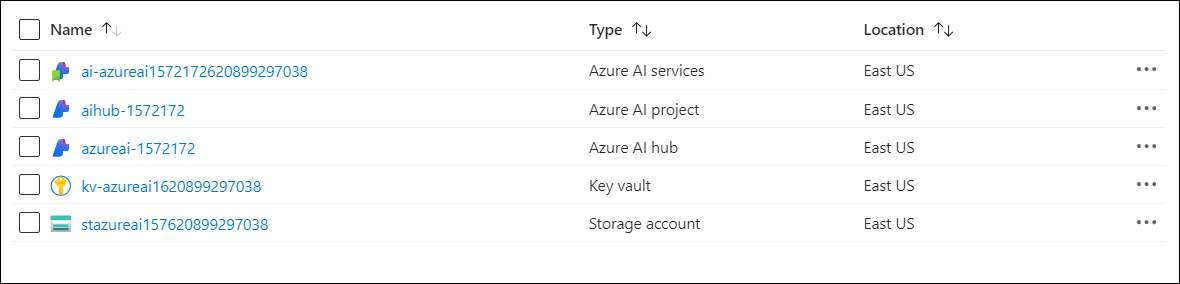 Name ↑↓ Type ↑↓ Location ↑↓
ai-azureai1572172620899297038 Azure AI services East US ...
aihub-1572172 Azure AI project East US ...
azureai-1572172 Azure AI hub East US ...
kv-azureai1620899297038 Key vault East US ...
stazureai157620899297038 Storage account East US ...